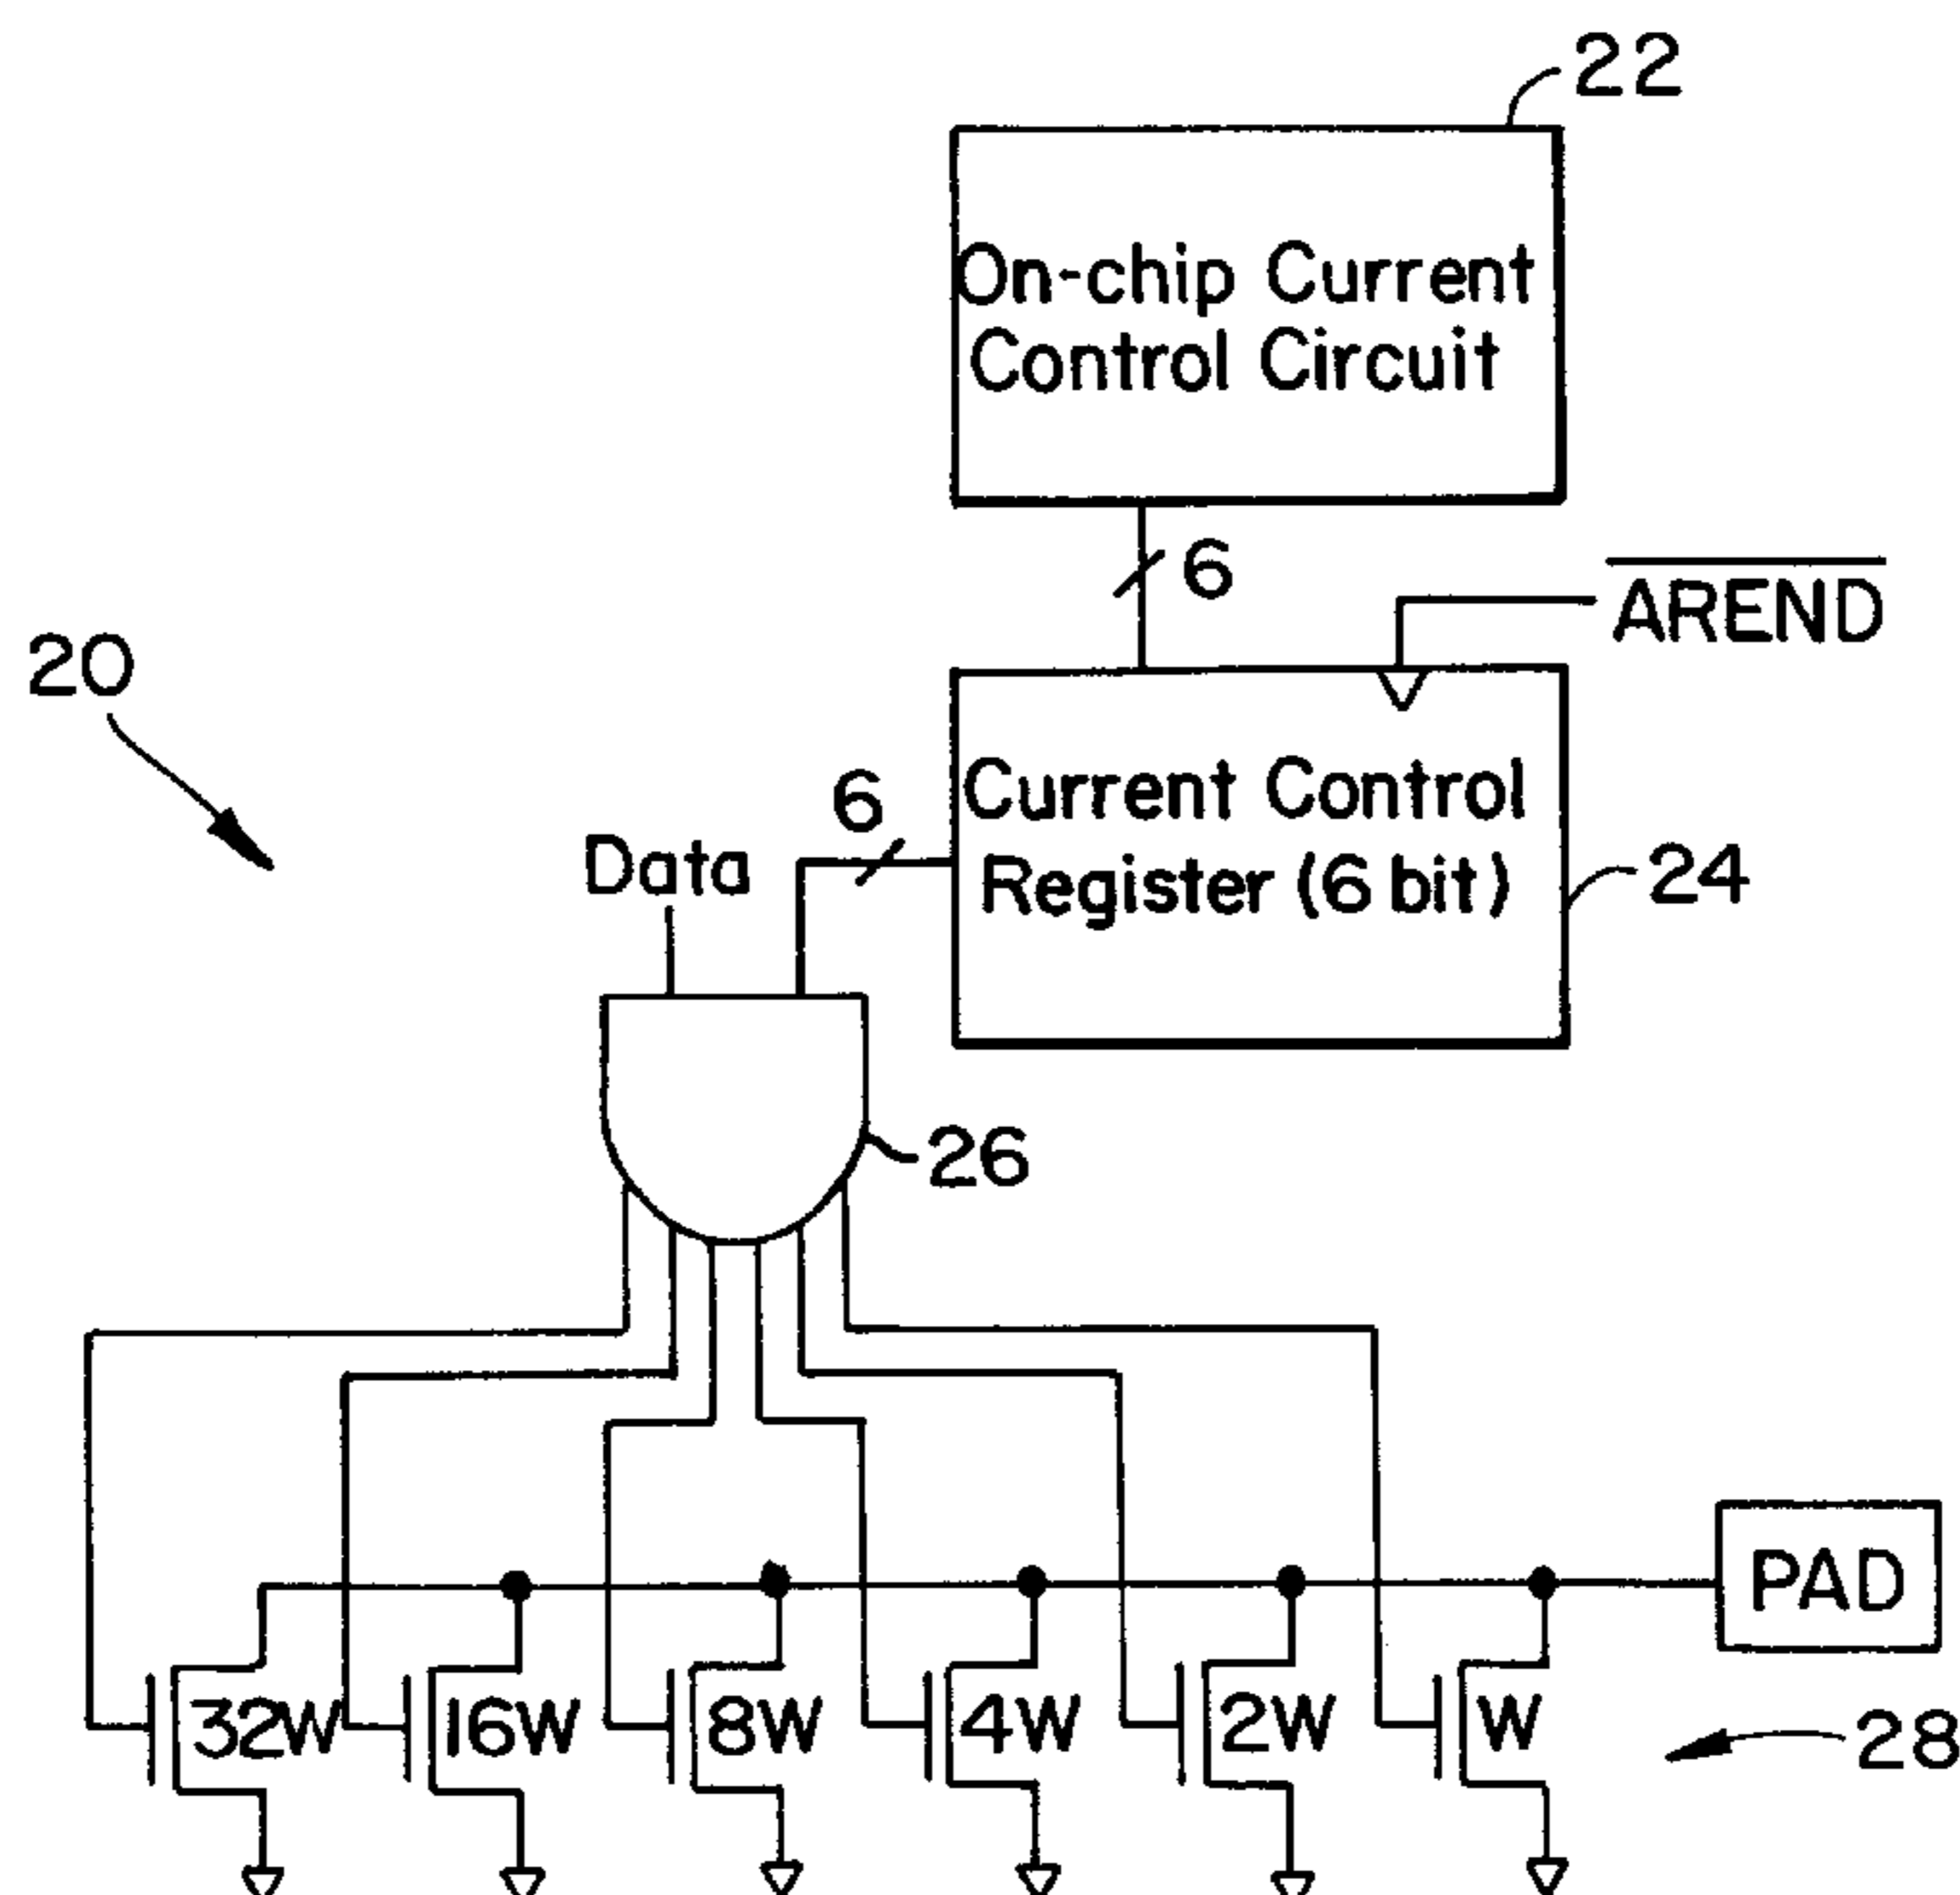 22
On-chip Current
Control Circuit
6
AREND
20
6
Data
Current Control
Register (6 bit)
24
26
PAD
32W
16W
8W
4W
2W
W
28